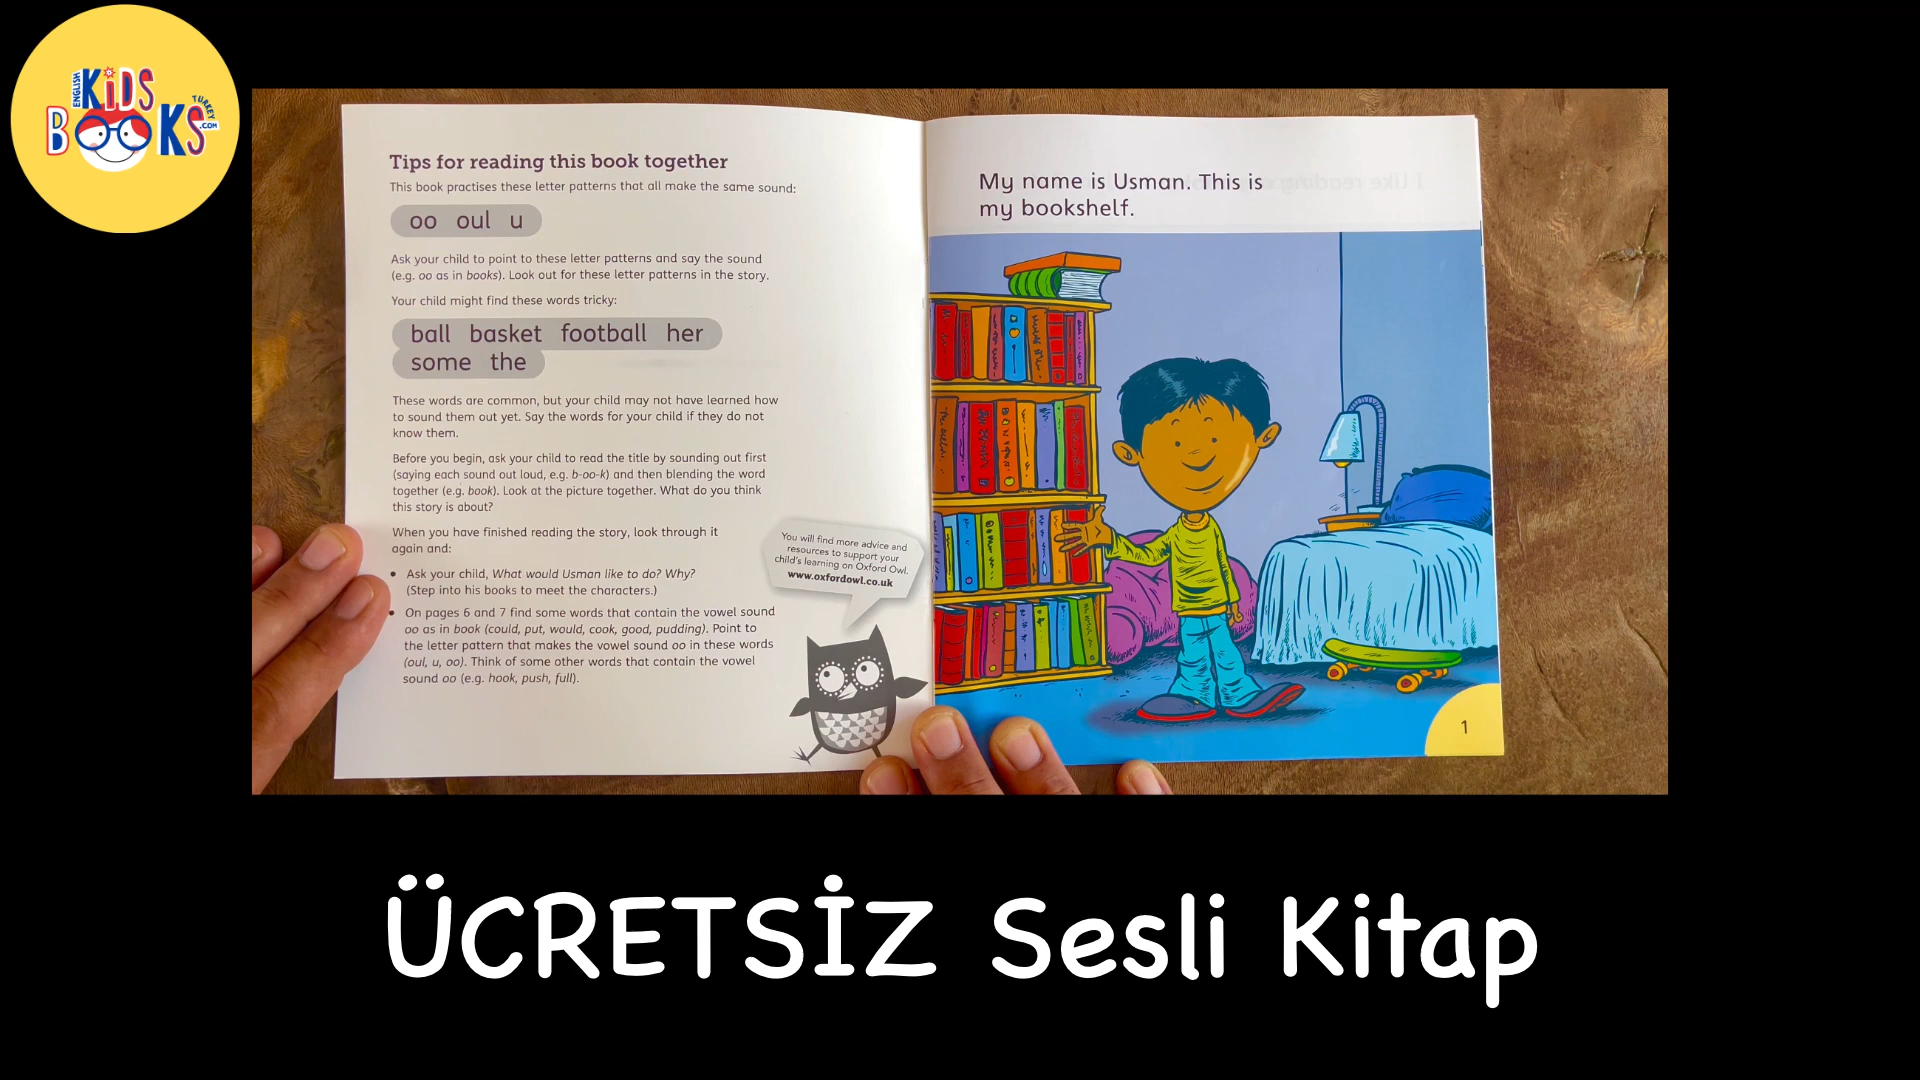 ENGLISH
KiDS
BOOKS
TURKEY
.COM
Tips for reading this book together
This book practises these letter patterns that all make the same sound:
oo oul u
Ask your child to point to these letter patterns and say the sound
(e.g. oo as in books). Look out for these letter patterns in the story.
Your child might find these words tricky:
ball basket football her
some the
These words are common, but your child may not have learned how
to sound them out yet. Say the words for your child if they do not
know them.
Before you begin, ask your child to read the title by sounding out first
(saying each sound out loud, e.g. b-oo-k) and then blending the word
together (e.g. book). Look at the picture together. What do you think
this story is about?
When you have finished reading the story, look through it
again and:
• Ask your child, What would Usman like to do? Why?
(Step into his books to meet the characters.)
• On pages 6 and 7 find some words that contain the vowel sound
oo as in book (could, put, would, cook, good, pudding). Point to
the letter pattern that makes the vowel sound oo in these words
(oul, u, oo). Think of some other words that contain the vowel
sound oo (e.g. hook, push, full).
You will find more advice and
resources to support your
child's learning on Oxford Owl.
www.oxfordowl.co.uk
My name is Usman. This is
my bookshelf.
1
ÜCRETSİZ Sesli Kitap